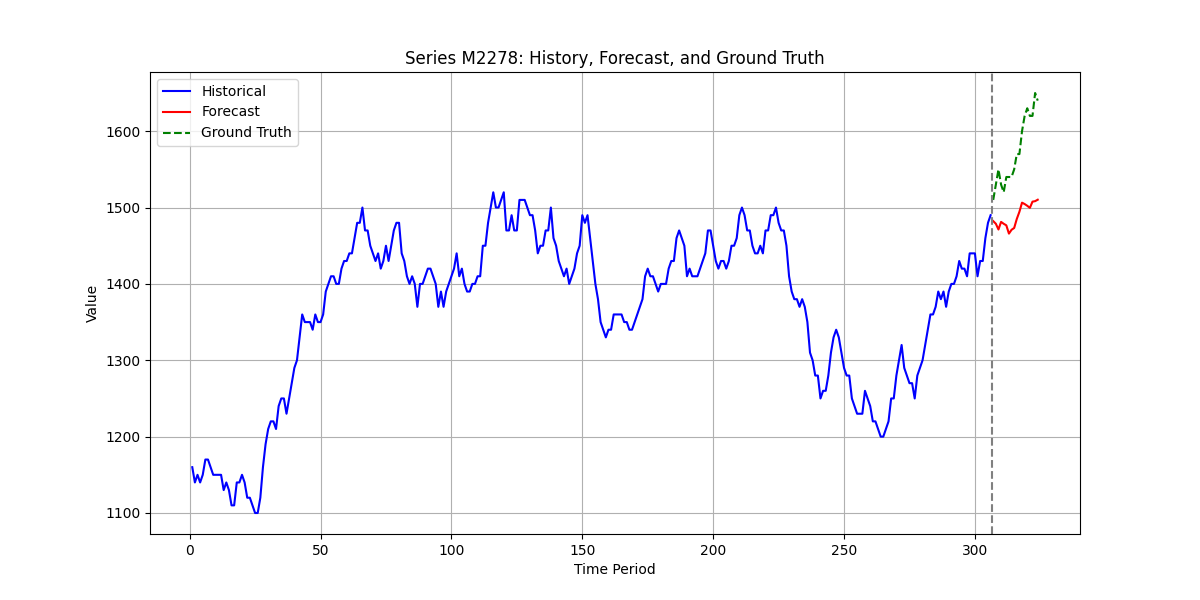 Series M2278: History, Forecast, and Ground Truth
Historical
Forecast
Ground Truth
Value
1600
1500
1400
1300
1200
1100
0 50 100 150 200 250 300
Time Period